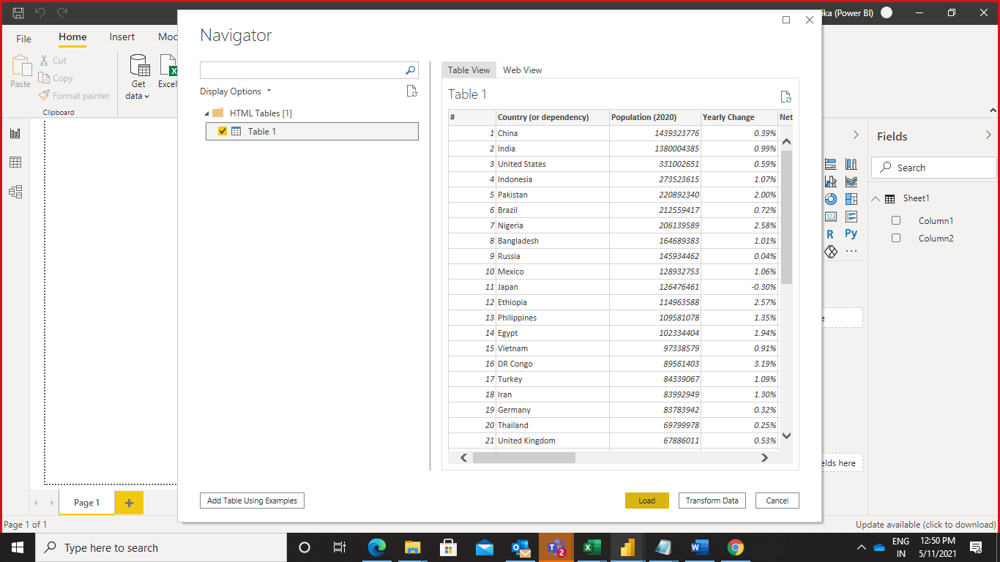 ika (Power BI)
File
Home
Insert
Mod
Cut
Copy
Format painter
Paste
Clipboard
Get
data
Excel
Navigator
Display Options
HTML Tables [1]
Table 1
Table View
Web View
Table 1
# Country (or dependency) Population (2020) Yearly Change Net
1 China 1439323776 0.39%
2 India 1380004385 0.99%
3 United States 331002651 0.59%
4 Indonesia 273523615 1.07%
5 Pakistan 220892340 2.00%
6 Brazil 212559417 0.72%
7 Nigeria 206139589 2.58%
8 Bangladesh 164689383 1.01%
9 Russia 145934462 0.04%
10 Mexico 128932753 1.06%
11 Japan 126476461 -0.30%
12 Ethiopia 114963588 2.57%
13 Philippines 109581078 1.35%
14 Egypt 102334404 1.94%
15 Vietnam 97338579 0.91%
16 DR Congo 89561403 3.19%
17 Turkey 84339067 1.09%
18 Iran 83992949 1.30%
19 Germany 83783942 0.32%
20 Thailand 69799978 0.25%
21 United Kingdom 67886011 0.53%
Add Table Using Examples
Load
Transform Data
Cancel
123
R
Py
e
elds here
Fields
Search
Sheet1
Column1
Column2
Page 1
Page 1 of 1
Update available (click to download)
Type here to search
2
ENG
IN
12:50 PM
5/11/2021